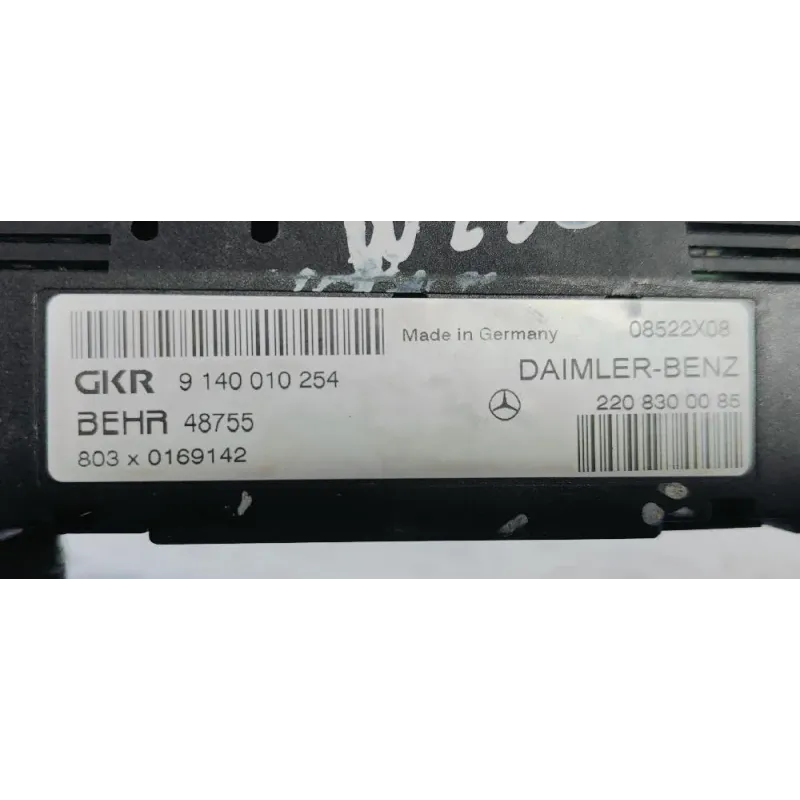 Made in Germany 08522X08
GKR 9 140 010 254
DAIMLER-BENZ
BEHR 48755
220 830 00 85
803 x 0169142